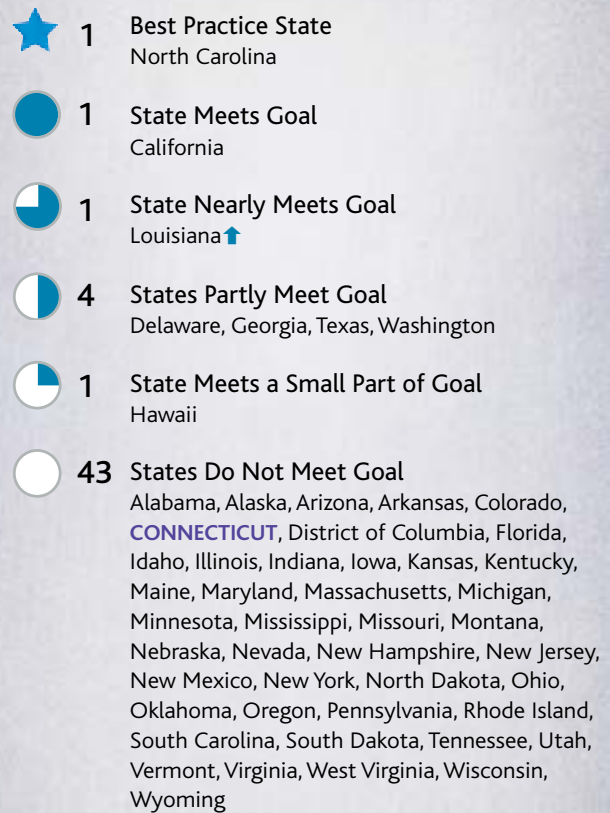 1 Best Practice State
North Carolina
1 State Meets Goal
California
1 State Nearly Meets Goal
Louisiana⬆
4 States Partly Meet Goal
Delaware, Georgia, Texas, Washington
1 State Meets a Small Part of Goal
Hawaii
43 States Do Not Meet Goal
Alabama, Alaska, Arizona, Arkansas, Colorado,
CONNECTICUT, District of Columbia, Florida,
Idaho, Illinois, Indiana, Iowa, Kansas, Kentucky,
Maine, Maryland, Massachusetts, Michigan,
Minnesota, Mississippi, Missouri, Montana,
Nebraska, Nevada, New Hampshire, New Jersey,
New Mexico, New York, North Dakota, Ohio,
Oklahoma, Oregon, Pennsylvania, Rhode Island,
South Carolina, South Dakota, Tennessee, Utah,
Vermont, Virginia, West Virginia, Wisconsin,
Wyoming